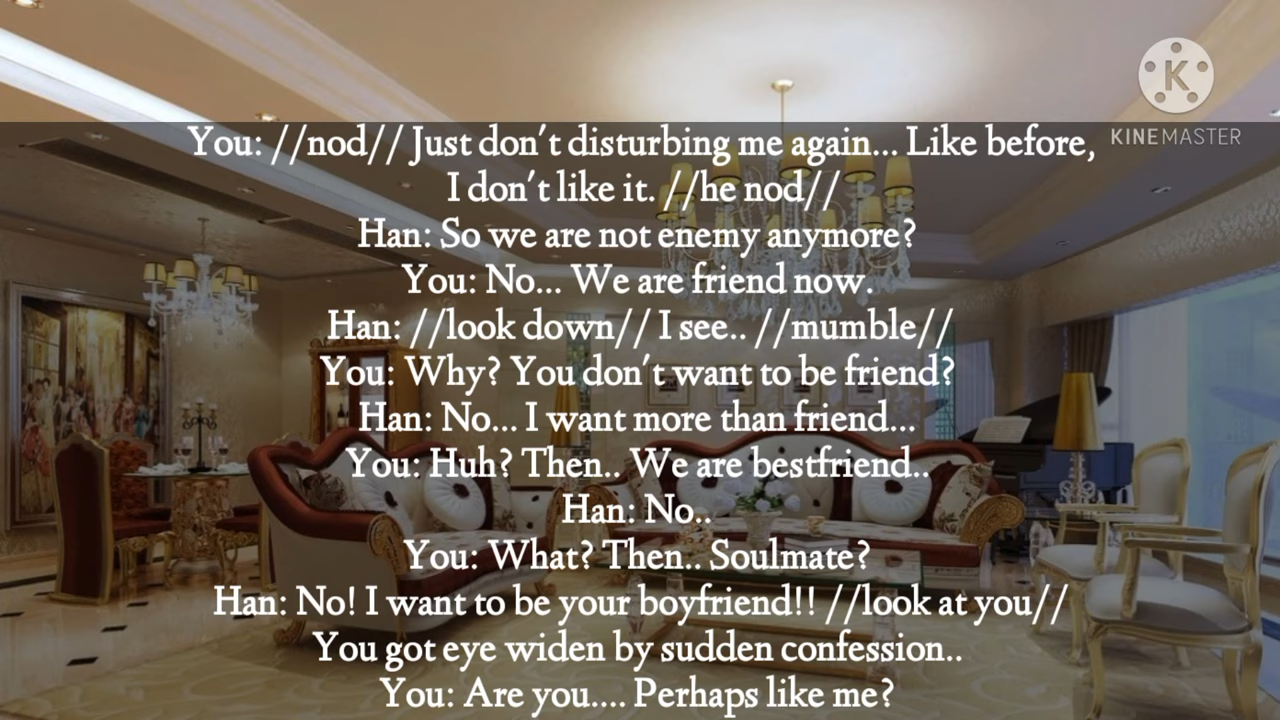 You: //nod// Just don't disturbing me again... Like before,
I don't like it. //he nod//
Han: So we are not enemy anymore?
You: No... We are friend now.
Han: //look down// I see.. //mumble//
You: Why? You don't want to be friend?
Han: No... I want more than friend...
You: Huh? Then.. We are bestfriend..
Han: No..
You: What? Then.. Soulmate?
Han: No! I want to be your boyfriend!! //look at you//
You got eye widen by sudden confession..
You: Are you.... Perhaps like me?
K
KINEMASTER